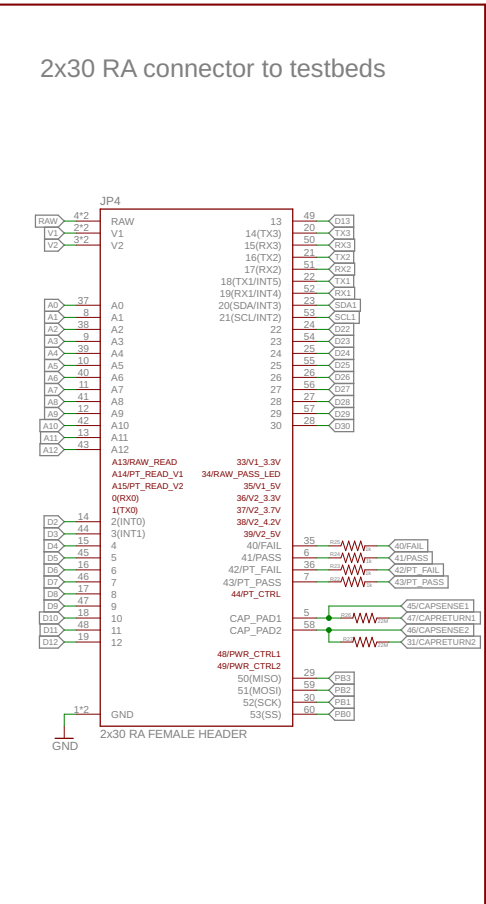 2x30 RA connector to testbeds
JP4
RAW 4*2 RAW 13 49 D13
V1 2*2 V1 14(TX3) 20 TX3
V2 3*2 V2 15(RX3) 50 RX3
16(TX2) 21 TX2
17(RX2) 51 RX2
18(TX1/INT5) 22 TX1
19(RX1/INT4) 52 RX1
A0 37 A0 20(SDA/INT3) 23 SDA1
A1 8 A1 21(SCL/INT2) 53 SCL1
A2 38 A2 22 24 D22
A3 9 A3 23 54 D23
A4 39 A4 24 25 D24
A5 10 A5 25 55 D25
A6 40 A6 26 26 D26
A7 11 A7 27 56 D27
A8 41 A8 28 27 D28
A9 12 A9 29 57 D29
A10 42 A10 30 28 D30
A11 13 A11
A12 43 A12
A13/RAW_READ 33/V1_3.3V
A14/PT_READ_V1 34/RAW_PASS_LED
A15/PT_READ_V2 35/V1_5V
0(RX0) 36/V2_3.3V
1(TX0) 37/V2_3.7V
D2 14 2(INT0) 38/V2_4.2V
D3 44 3(INT1) 39/V2_5V
D4 15 4 40/FAIL 35 R25 1k 40/FAIL
D5 45 5 41/PASS 6 R24 1k 41/PASS
D6 16 6 42/PT_FAIL 36 R23 1k 42/PT_FAIL
D7 46 7 43/PT_PASS 7 1k 43/PT_PASS
D8 17 8 44/PT_CTRL
D9 47 9 45/CAPSENSE1
D10 18 10 CAP_PAD1 5 R26 22M 47/CAPRETURN1
D11 48 11 CAP_PAD2 58 46/CAPSENSE2
D12 19 12 R27 22M 31/CAPRETURN2
48/PWR_CTRL1
49/PWR_CTRL2
50(MISO) 29 PB3
51(MOSI) 59 PB2
52(SCK) 30 PB1
1*2 GND 53(SS) 60 PB0
2x30 RA FEMALE HEADER
GND